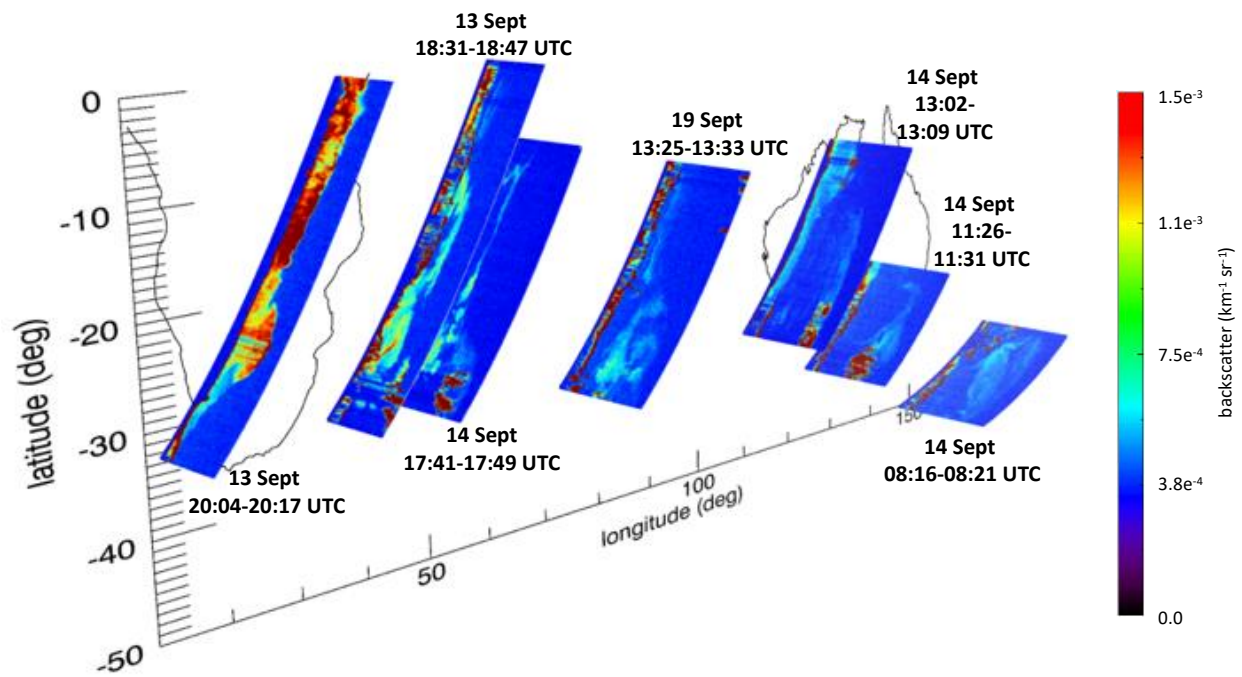 13 Sept
18:31-18:47 UTC
14 Sept
13:02-
13:09 UTC
19 Sept
13:25-13:33 UTC
14 Sept
11:26-
11:31 UTC
14 Sept
17:41-17:49 UTC
14 Sept
08:16-08:21 UTC
13 Sept
20:04-20:17 UTC
0
-10
-20
-30
-40
-50
latitude (deg)
50
100
150
longitude (deg)
1.5e⁻³
1.1e⁻³
7.5e⁻⁴
3.8e⁻⁴
0.0
backscatter (km⁻¹ sr⁻¹)